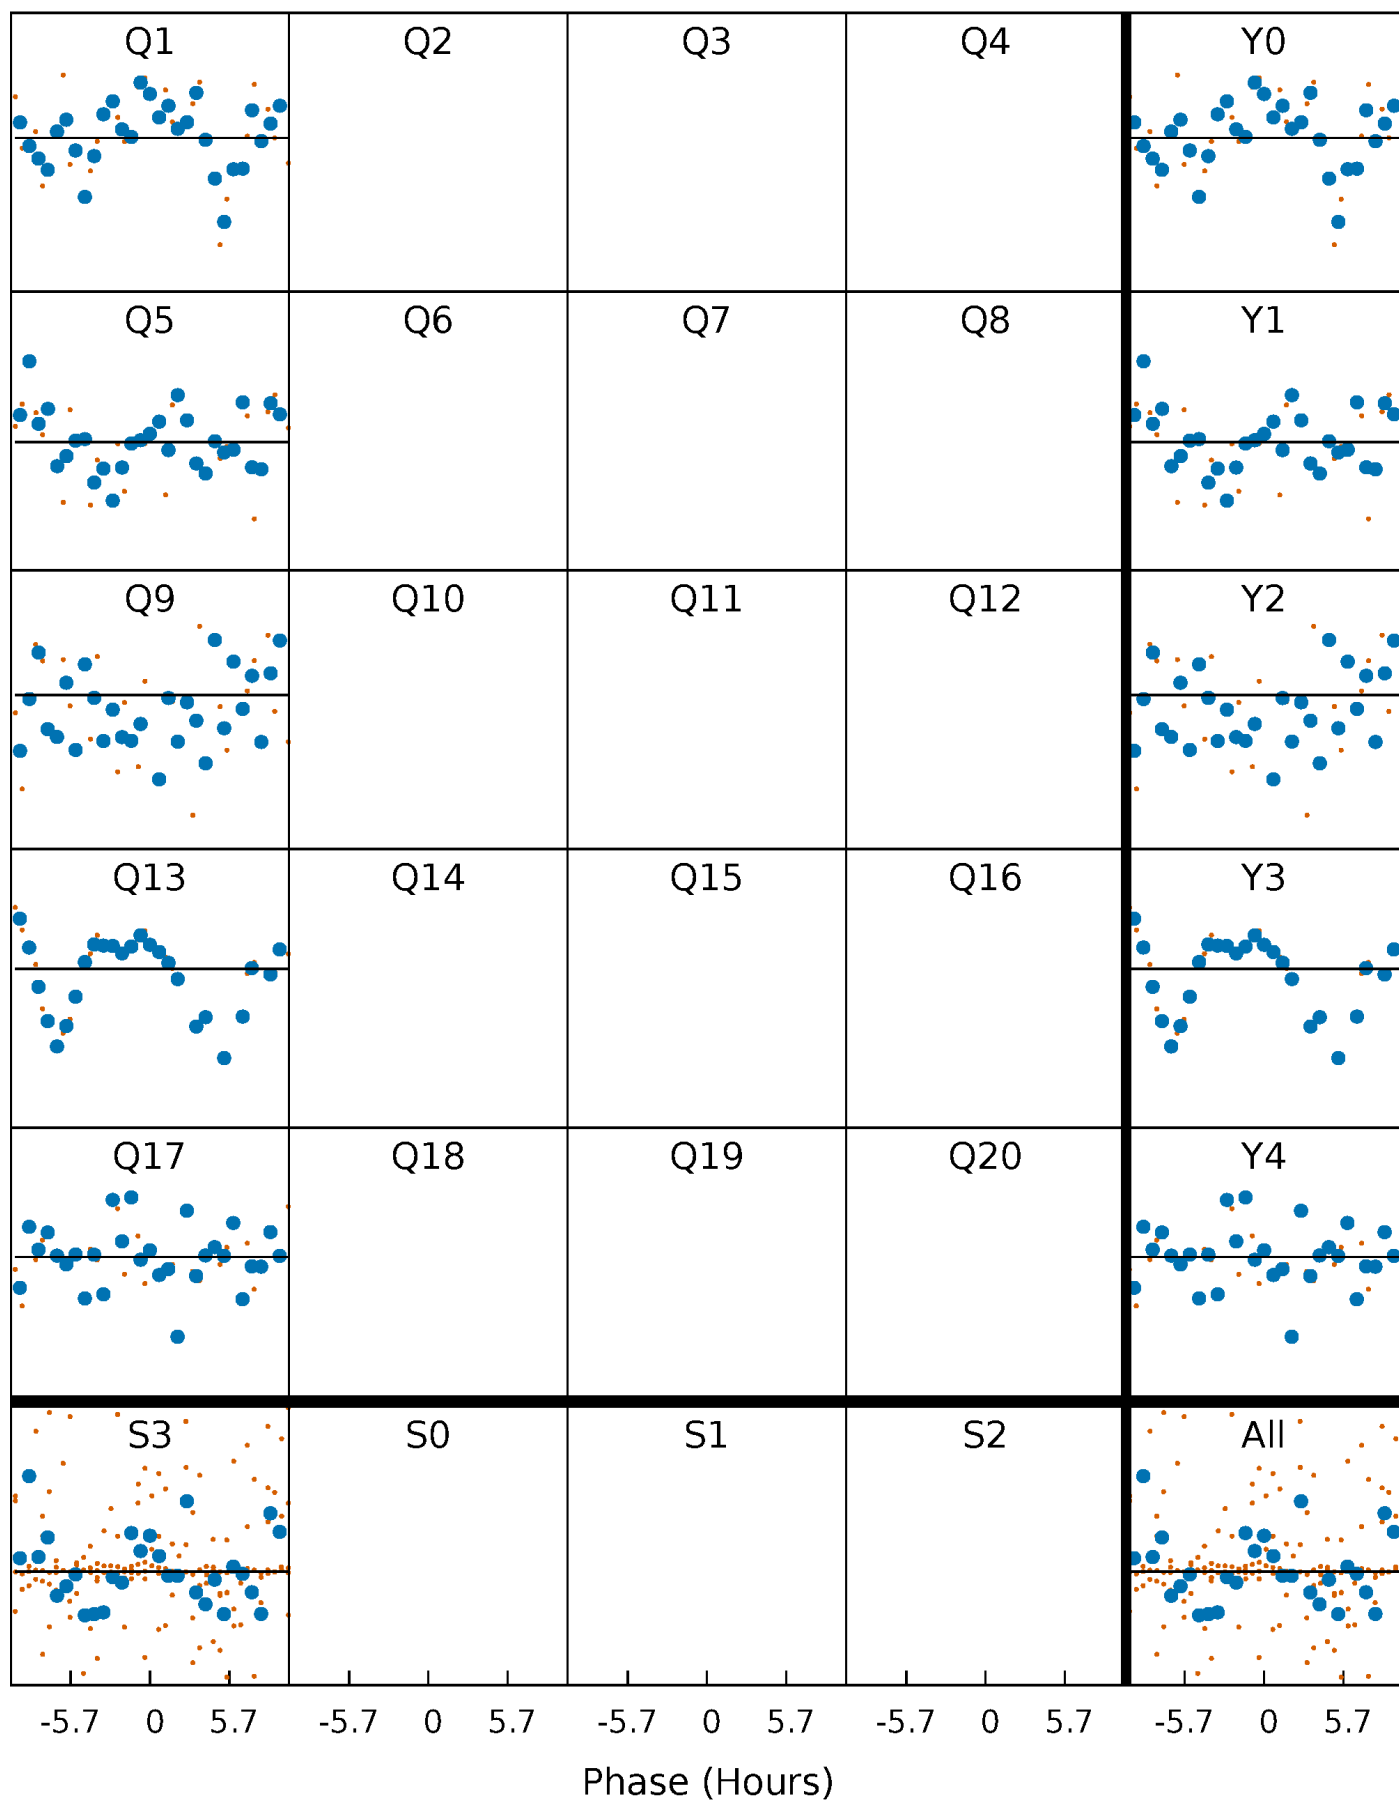 Q1 Q2 Q3 Q4 Y0
Q5 Q6 Q7 Q8 Y1
Q9 Q10 Q11 Q12 Y2
Q13 Q14 Q15 Q16 Y3
Q17 Q18 Q19 Q20 Y4
S3 S0 S1 S2 All
-5.7 0 5.7 -5.7 0 5.7 -5.7 0 5.7 -5.7 0 5.7 -5.7 0 5.7
Phase (Hours)